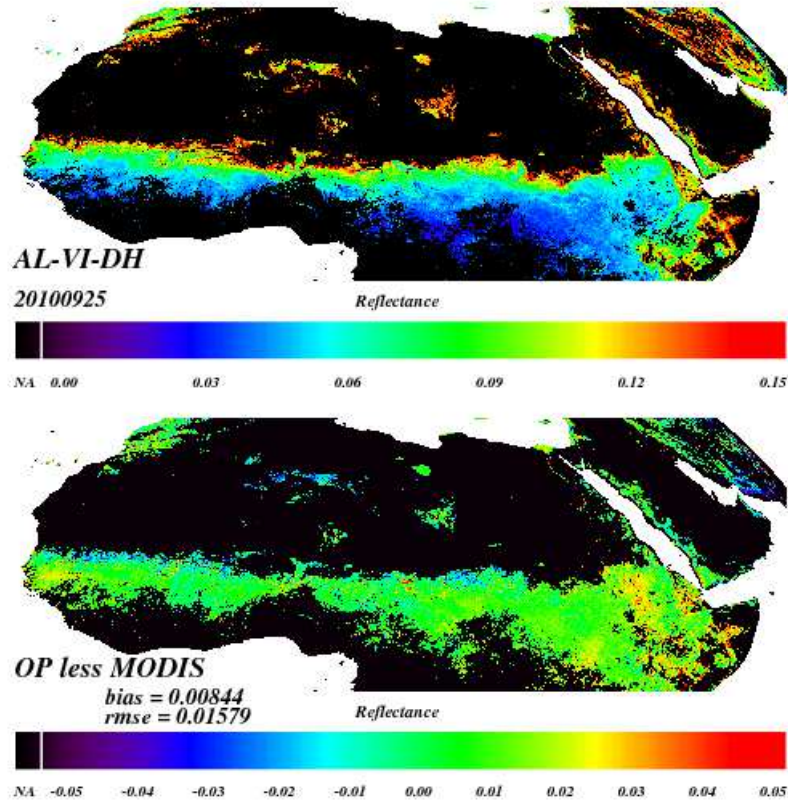 AL-VI-DH
20100925
Reflectance
NA 0.00 0.03 0.06 0.09 0.12 0.15
OP less MODIS
bias = 0.00844
rmse = 0.01579
Reflectance
NA -0.05 -0.04 -0.03 -0.02 -0.01 0.00 0.01 0.02 0.03 0.04 0.05